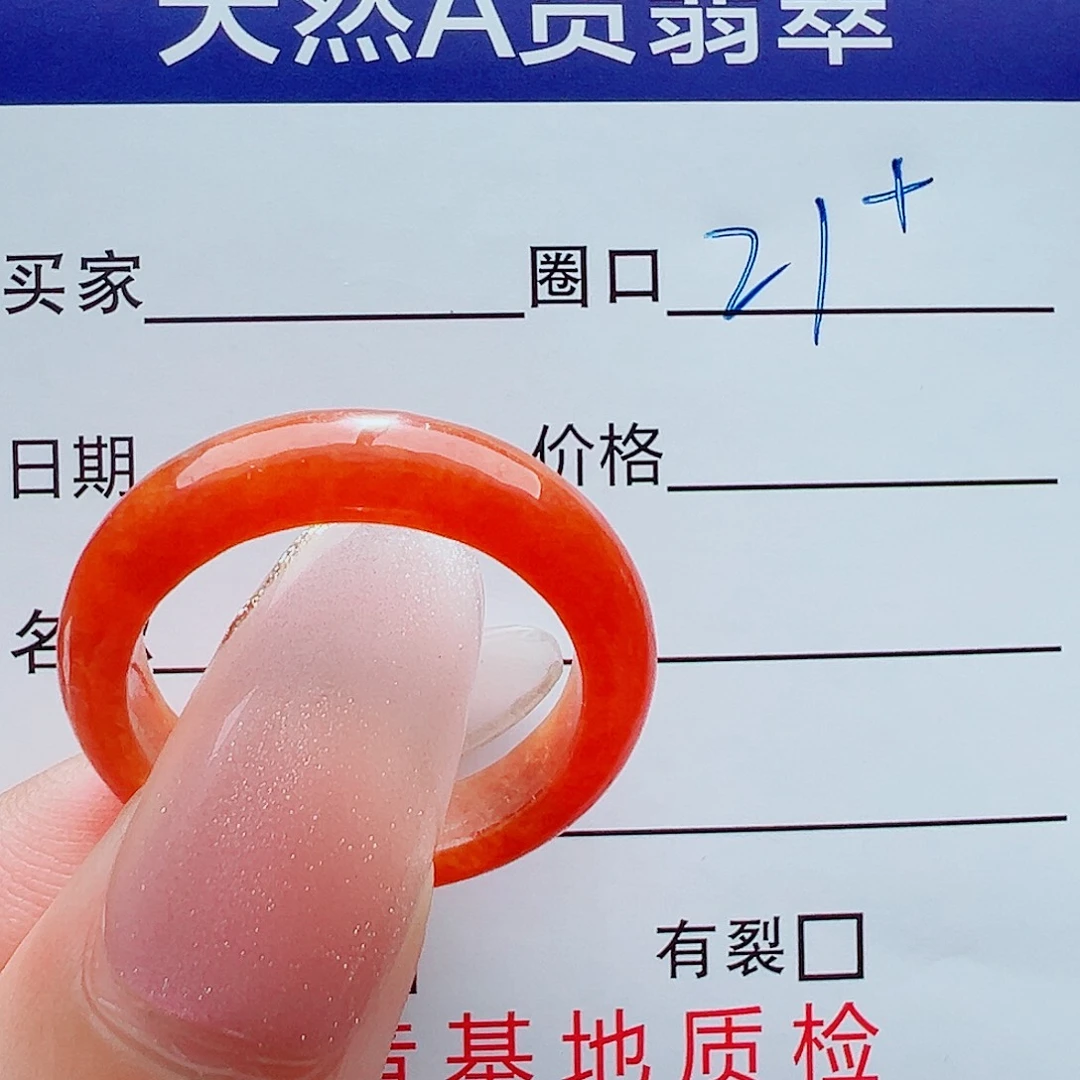 天然A货翡翠
买家 圈口 21+
日期 价格
名
有裂
基地质检